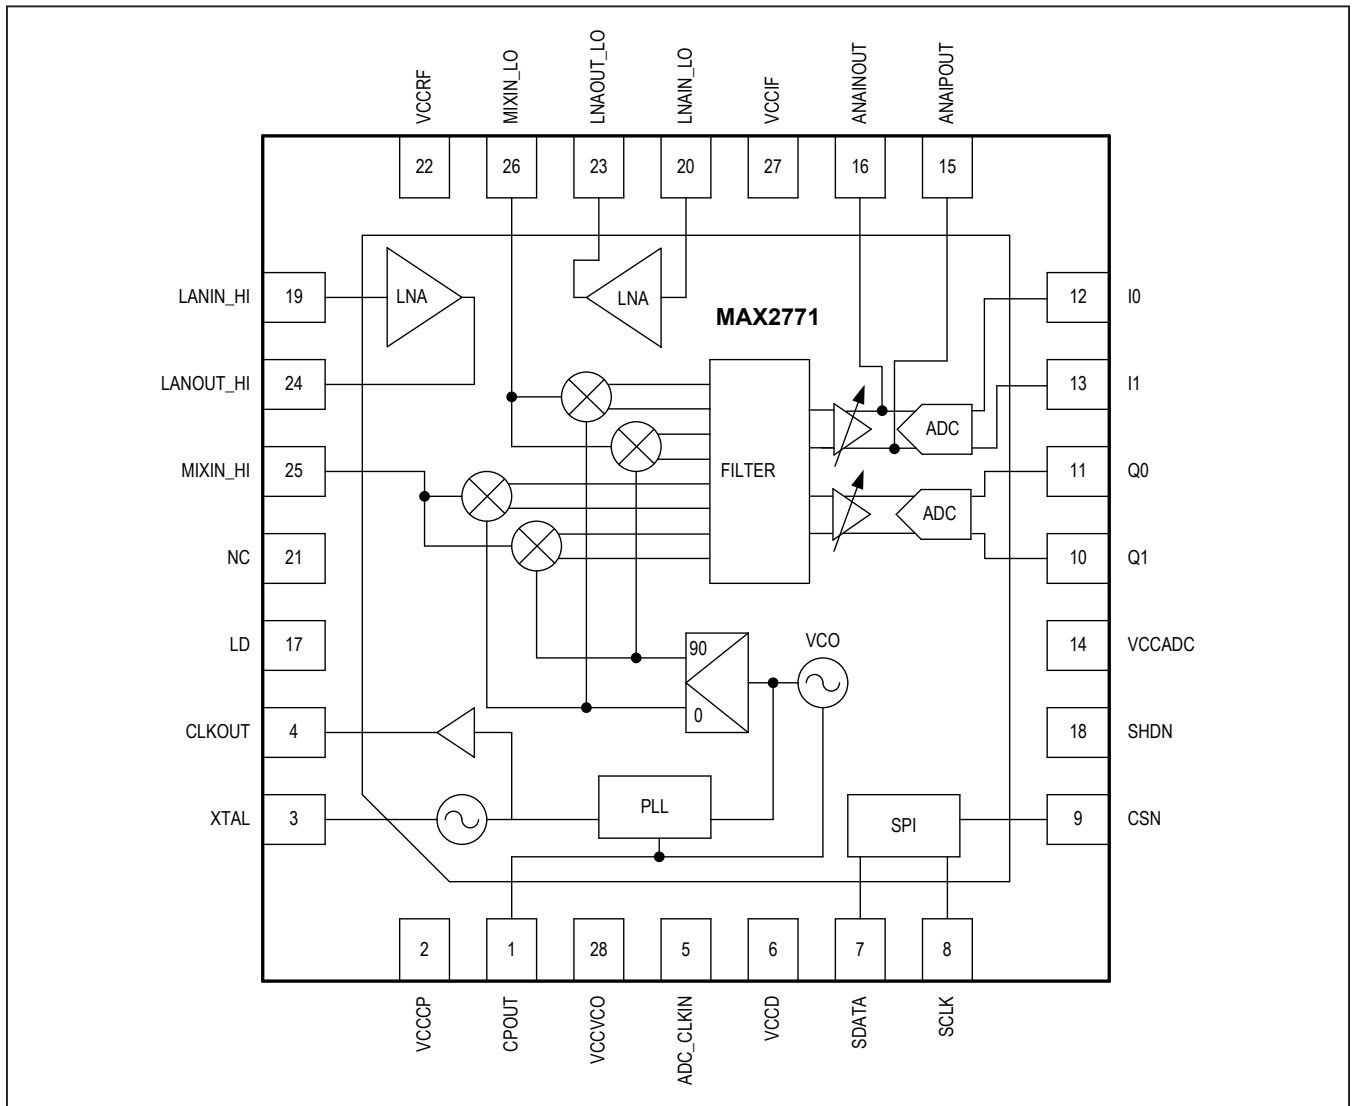 VCCRF
MIXIN_LO
LNAOUT_LO
LNAIN_LO
VCCIF
ANAINOUT
ANAIPOUT
22
26
23
20
27
16
15
LANIN_HI
19
LNA
LNA
MAX2771
12
I0
LANOUT_HI
24
13
I1
ADC
MIXIN_HI
25
FILTER
11
Q0
ADC
NC
21
10
Q1
LD
17
90
VCO
14
VCCADC
0
CLKOUT
4
18
SHDN
XTAL
3
PLL
SPI
9
CSN
2
1
28
5
6
7
8
VCCCP
CPOUT
VCCVCO
ADC_CLKIN
VCCD
SDATA
SCLK